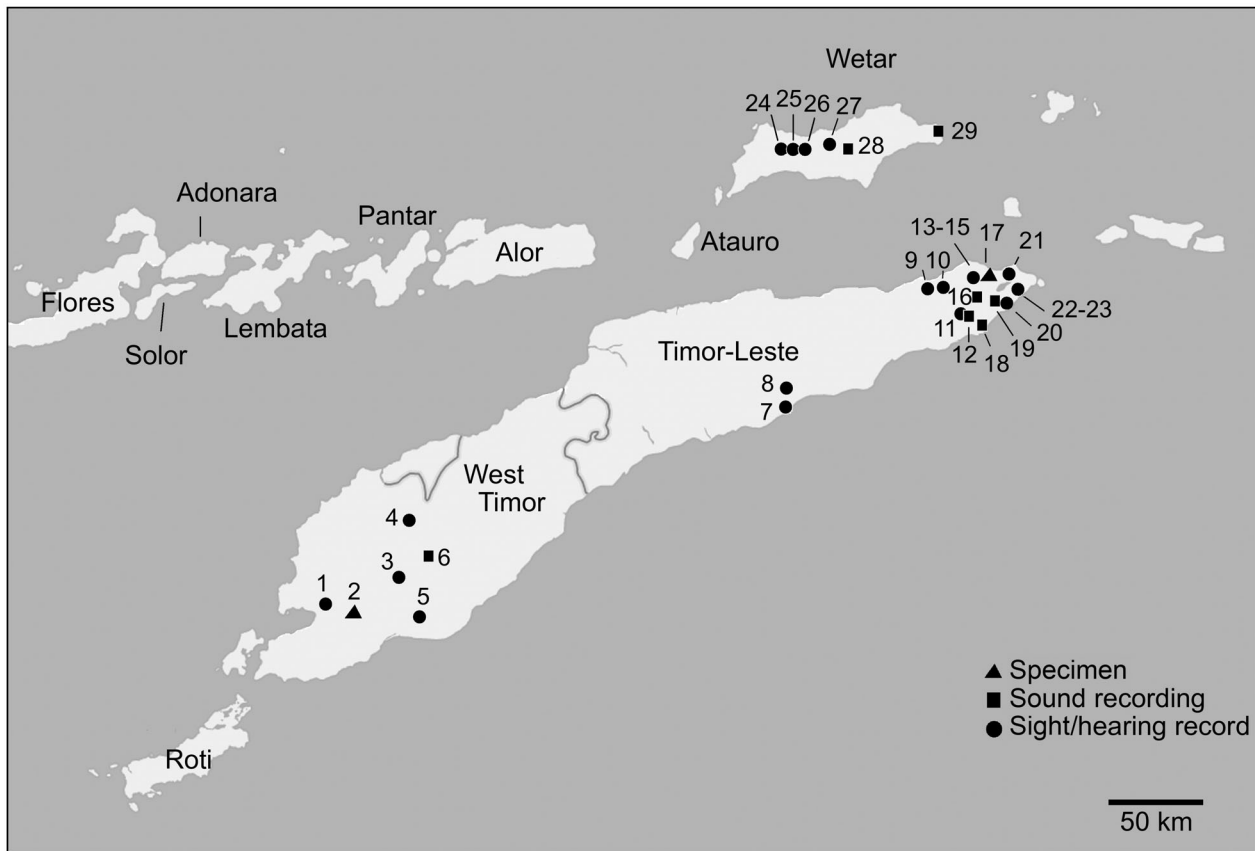 Wetar
24
25
26
27
28
29
Adonara
Pantar
Alor
Atauro
Flores
Solor
Lembata
13-15
17
21
9
10
16
11
12
18
19
20
22-23
Timor-Leste
8
7
West
Timor
4
6
3
1
2
5
Roti
Specimen
Sound recording
Sight/hearing record
50 km